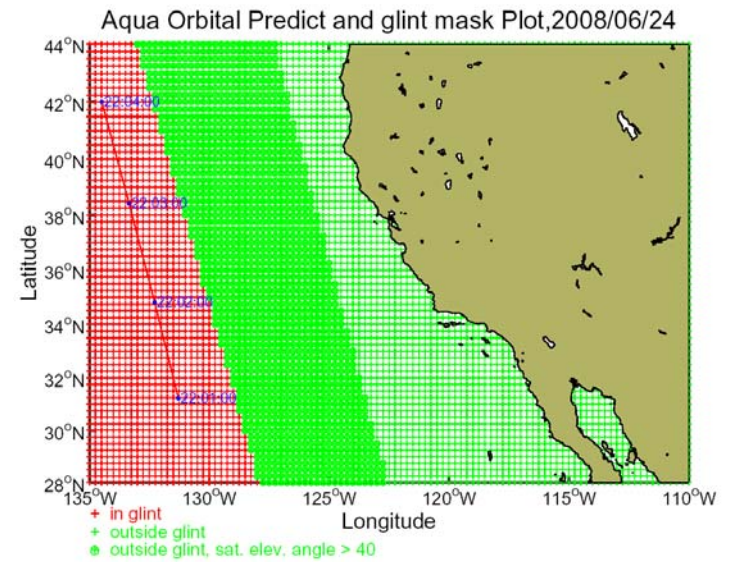 Aqua Orbital Predict and glint mask Plot,2008/06/24
44°N
42°N
40°N
38°N
36°N
34°N
32°N
30°N
28°N
Latitude
22:04:00
22:03:00
22:02:00
22:01:00
135°W
130°W
125°W
120°W
115°W
110°W
Longitude
+ in glint
+ outside glint
⊕ outside glint, sat. elev. angle > 40